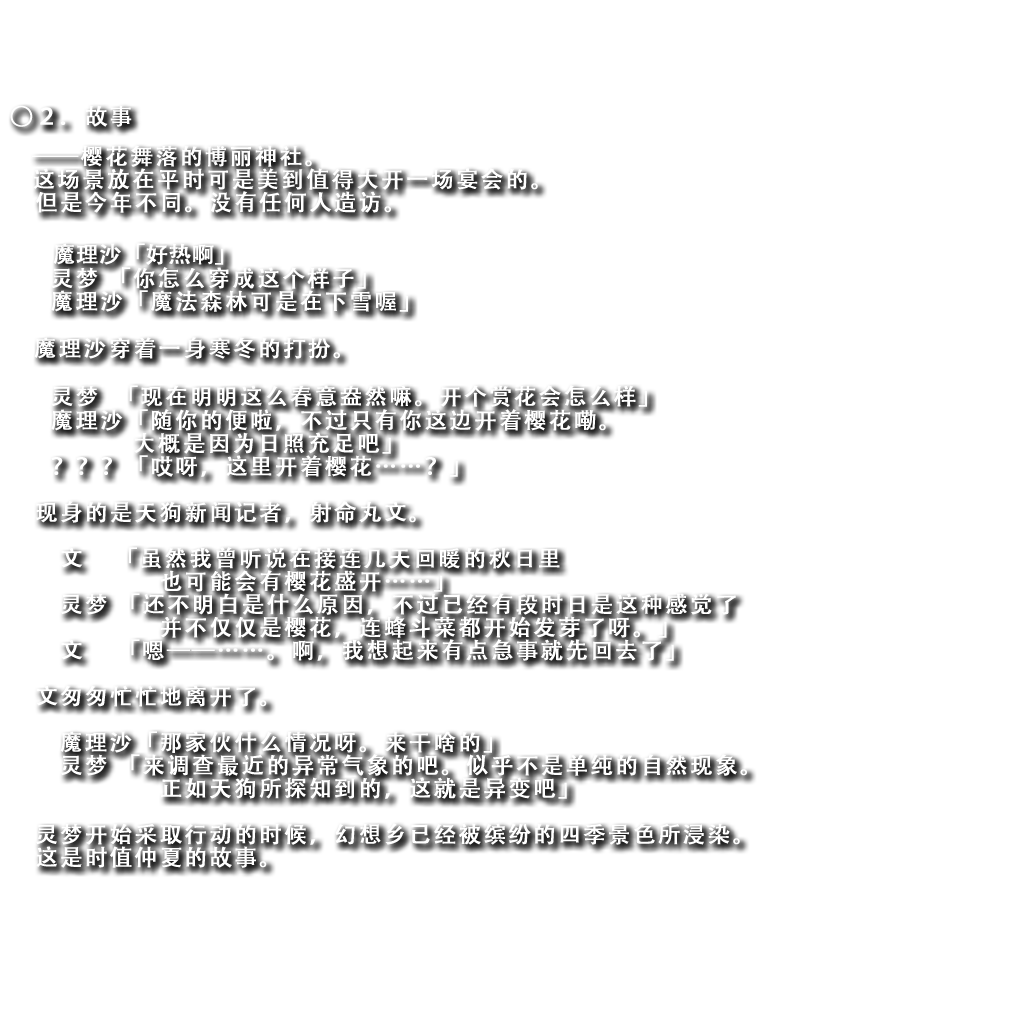 ○２．故事
——樱花舞落的博丽神社。
这场景放在平时可是美到值得大开一场宴会的。
但是今年不同。没有任何人造访。
魔理沙「好热啊」
灵梦 「你怎么穿成这个样子」
魔理沙「魔法森林可是在下雪喔」
魔理沙穿着一身寒冬的打扮。
灵梦 「现在明明这么春意盎然嘛。开个赏花会怎么样」
魔理沙「随你的便啦，不过只有你这边开着樱花嘞。
大概是因为日照充足吧」
？？？ 「哎呀，这里开着樱花……？」
现身的是天狗新闻记者，射命丸文。
文 「虽然我曾听说在接连几天回暖的秋日里
也可能会有樱花盛开……」
灵梦 「还不明白是什么原因，不过已经有段时日是这种感觉了
并不仅仅是樱花，连蜂斗菜都开始发芽了呀。」
文 「嗯——……。啊，我想起来有点急事就先回去了」
文匆匆忙忙地离开了。
魔理沙「那家伙什么情况呀。来干啥的」
灵梦 「来调查最近的异常气象的吧。似乎不是单纯的自然现象。
正如天狗所探知到的，这就是异变吧」
灵梦开始采取行动的时候，幻想乡已经被缤纷的四季景色所浸染。
这是时值仲夏的故事。